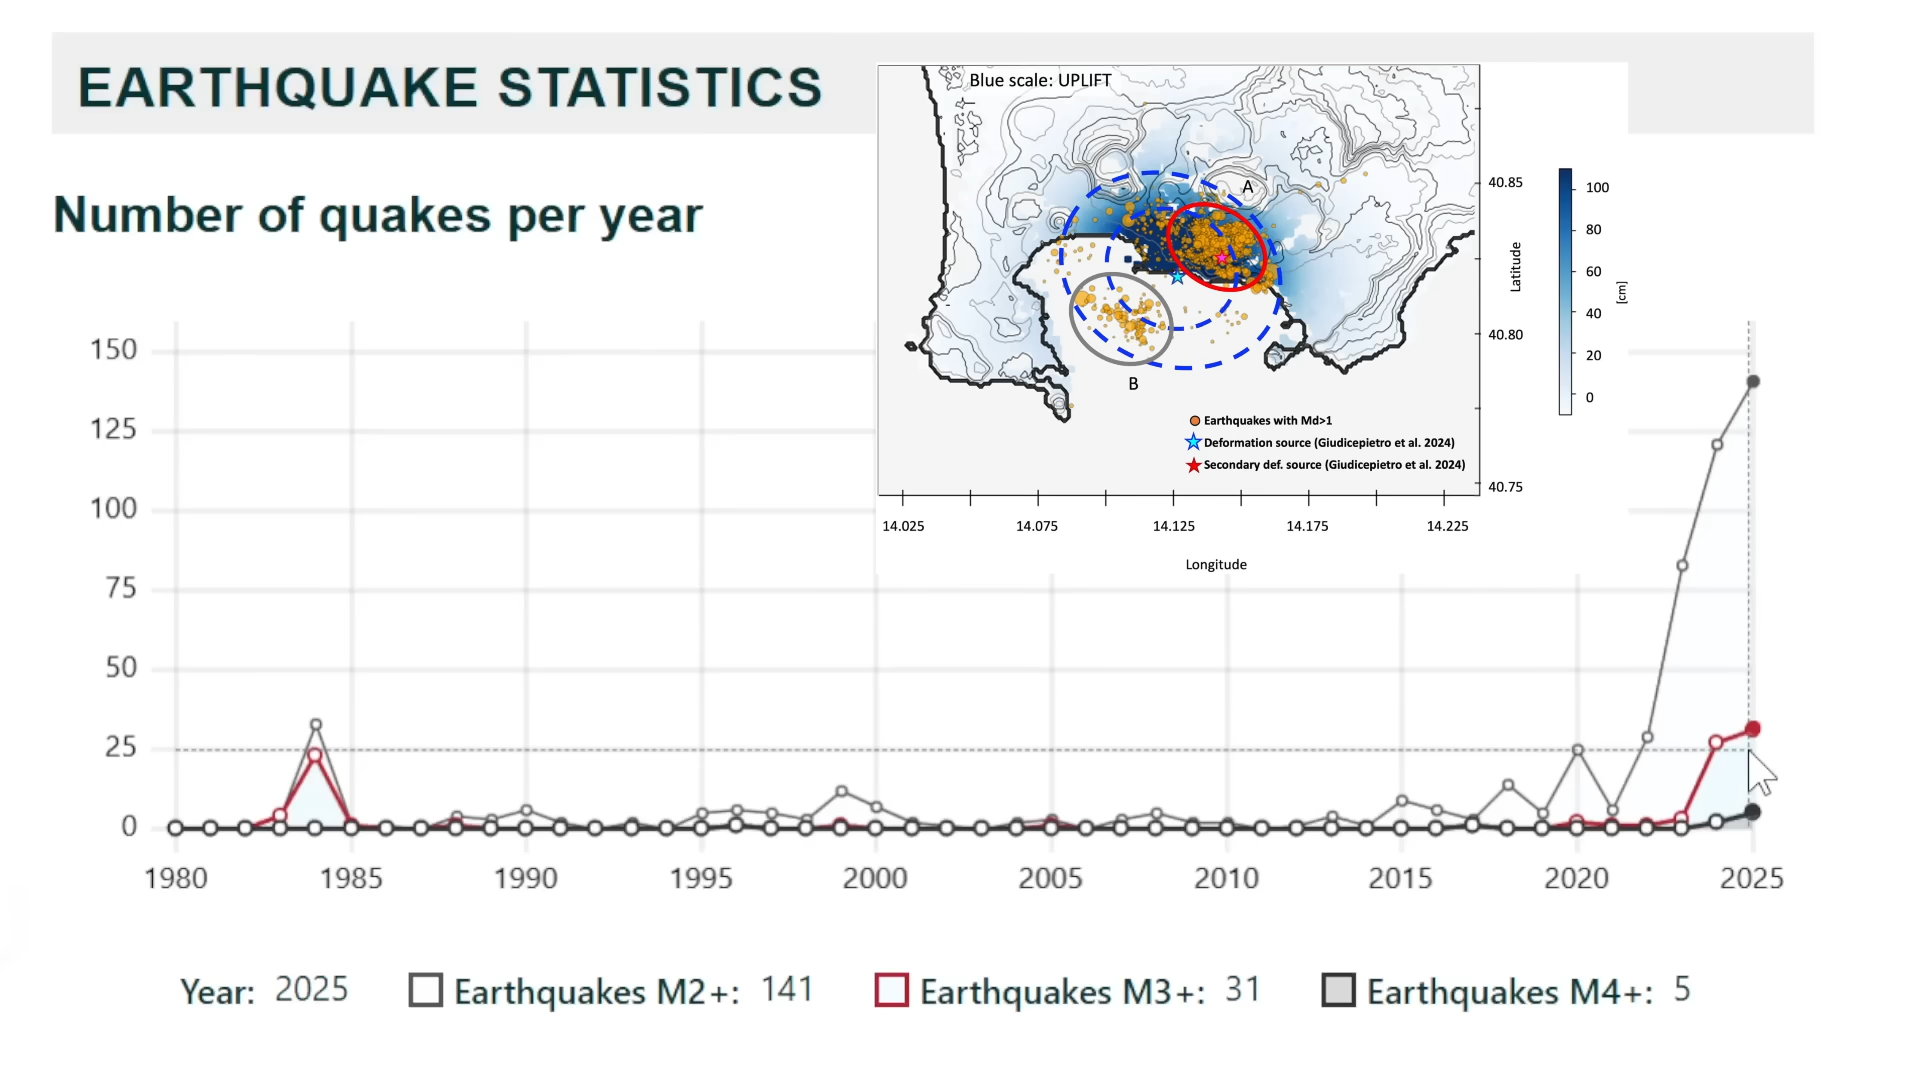 EARTHQUAKE STATISTICS
Number of quakes per year
Blue scale: UPLIFT
A
B
Earthquakes with Md>1
Deformation source (Giudicepietro et al. 2024)
Secondary def. source (Giudicepietro et al. 2024)
40.85
40.80
40.75
Latitude
14.025 14.075 14.125 14.175 14.225
Longitude
100
80
60
40
20
0
[cm]
150
125
100
75
50
25
0
1980 1985 1990 1995 2000 2005 2010 2015 2020 2025
Year: 2025 Earthquakes M2+: 141 Earthquakes M3+: 31 Earthquakes M4+: 5